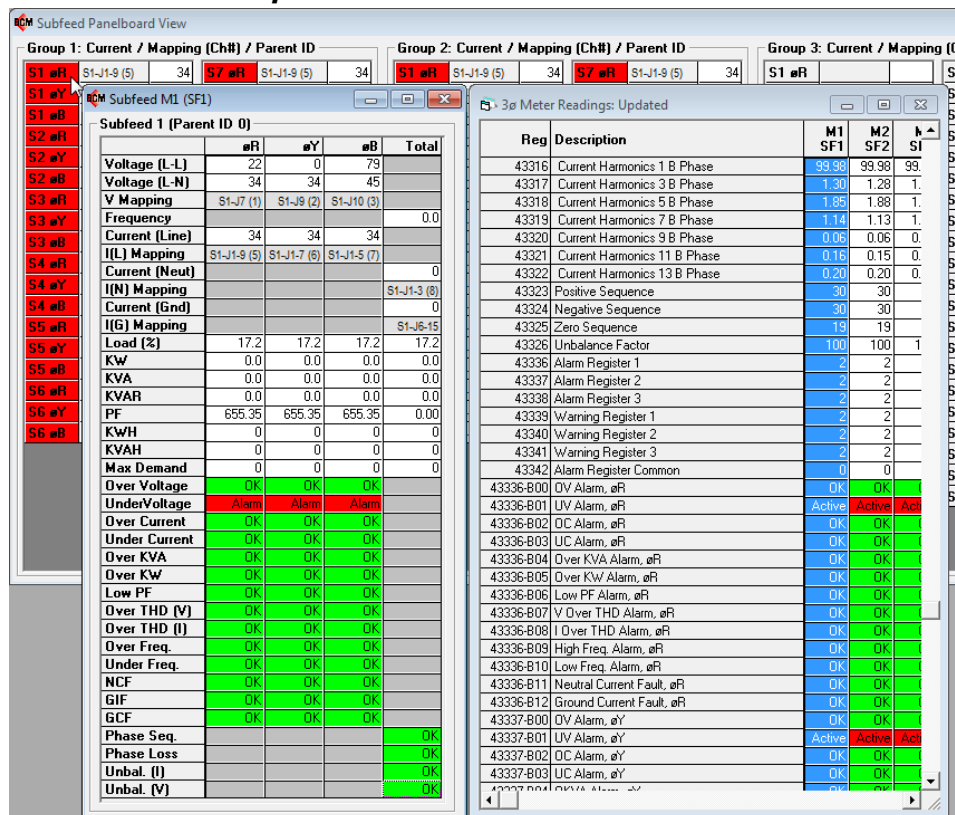 BCM Subfeed Panelboard View
Group 1: Current / Mapping (Ch#) / Parent ID
Group 2: Current / Mapping (Ch#) / Parent ID
Group 3: Current / Mapping
S1 øR S1-J1-9 (5) 34 S7 øR S1-J1-9 (5) 34 S1 øR S1-J1-9 (5) 34 S7 øR S1-J1-9 (5) 34 S1 øR
S1 øY
S1 øB
S2 øR
S2 øY
S2 øB
S3 øR
S3 øY
S3 øB
S4 øR
S4 øY
S4 øB
S5 øR
S5 øY
S5 øB
S6 øR
S6 øY
S6 øB
BCM Subfeed M1 (SF1)
Subfeed 1 (Parent ID 0)
øR øY øB Total
Voltage (L-L) 22 0 79
Voltage (L-N) 34 34 45
V Mapping S1-J7 (1) S1-J9 (2) S1-J10 (3)
Frequency 0.0
Current (Line) 34 34 34
I(L) Mapping S1-J1-9 (5) S1-J1-7 (6) S1-J1-5 (7)
Current (Neut) 0
I(N) Mapping S1-J1-3 (8)
Current (Gnd) 0
I(G) Mapping S1-J6-15
Load (%) 17.2 17.2 17.2 17.2
KW 0.0 0.0 0.0 0.0
KVA 0.0 0.0 0.0 0.0
KVAR 0.0 0.0 0.0 0.0
PF 655.35 655.35 655.35 0.00
KWH 0 0 0 0
KVAH 0 0 0 0
Max Demand 0 0 0 0
Over Voltage OK OK OK
UnderVoltage Alarm Alarm Alarm
Over Current OK OK OK
Under Current OK OK OK
Over KVA OK OK OK
Over KW OK OK OK
Low PF OK OK OK
Over THD (V) OK OK OK
Over THD (I) OK OK OK
Over Freq. OK OK OK
Under Freq. OK OK OK
NCF OK OK OK
GIF OK OK OK
GCF OK OK OK
Phase Seq. OK
Phase Loss OK
Unbal. (I) OK
Unbal. (V) OK
3ø Meter Readings: Updated
Reg Description M1 SF1 M2 SF2
43316 Current Harmonics 1 B Phase 99.98 99.98 99.
43317 Current Harmonics 3 B Phase 1.30 1.28 1.
43318 Current Harmonics 5 B Phase 1.85 1.88 1.
43319 Current Harmonics 7 B Phase 1.14 1.13 1.
43320 Current Harmonics 9 B Phase 0.06 0.06 0.
43321 Current Harmonics 11 B Phase 0.16 0.15 0.
43322 Current Harmonics 13 B Phase 0.20 0.20 0.
43323 Positive Sequence 30 30
43324 Negative Sequence 30 30
43325 Zero Sequence 19 19
43326 Unbalance Factor 100 100 1
43336 Alarm Register 1 2 2
43337 Alarm Register 2 2 2
43338 Alarm Register 3 2 2
43339 Warning Register 1 2 2
43340 Warning Register 2 2 2
43341 Warning Register 3 2 2
43342 Alarm Register Common 0 0
43336-B00 OV Alarm, øR OK OK
43336-B01 UV Alarm, øR Active Active
43336-B02 OC Alarm, øR OK OK
43336-B03 UC Alarm, øR OK OK
43336-B04 Over KVA Alarm, øR OK OK
43336-B05 Over KW Alarm, øR OK OK
43336-B06 Low PF Alarm, øR OK OK
43336-B07 V Over THD Alarm, øR OK OK
43336-B08 I Over THD Alarm, øR OK OK
43336-B09 High Freq. Alarm, øR OK OK
43336-B10 Low Freq. Alarm, øR OK OK
43336-B11 Neutral Current Fault, øR OK OK
43336-B12 Ground Current Fault, øR OK OK
43337-B00 OV Alarm, øY OK OK
43337-B01 UV Alarm, øY Active Active
43337-B02 OC Alarm, øY OK OK
43337-B03 UC Alarm, øY OK OK